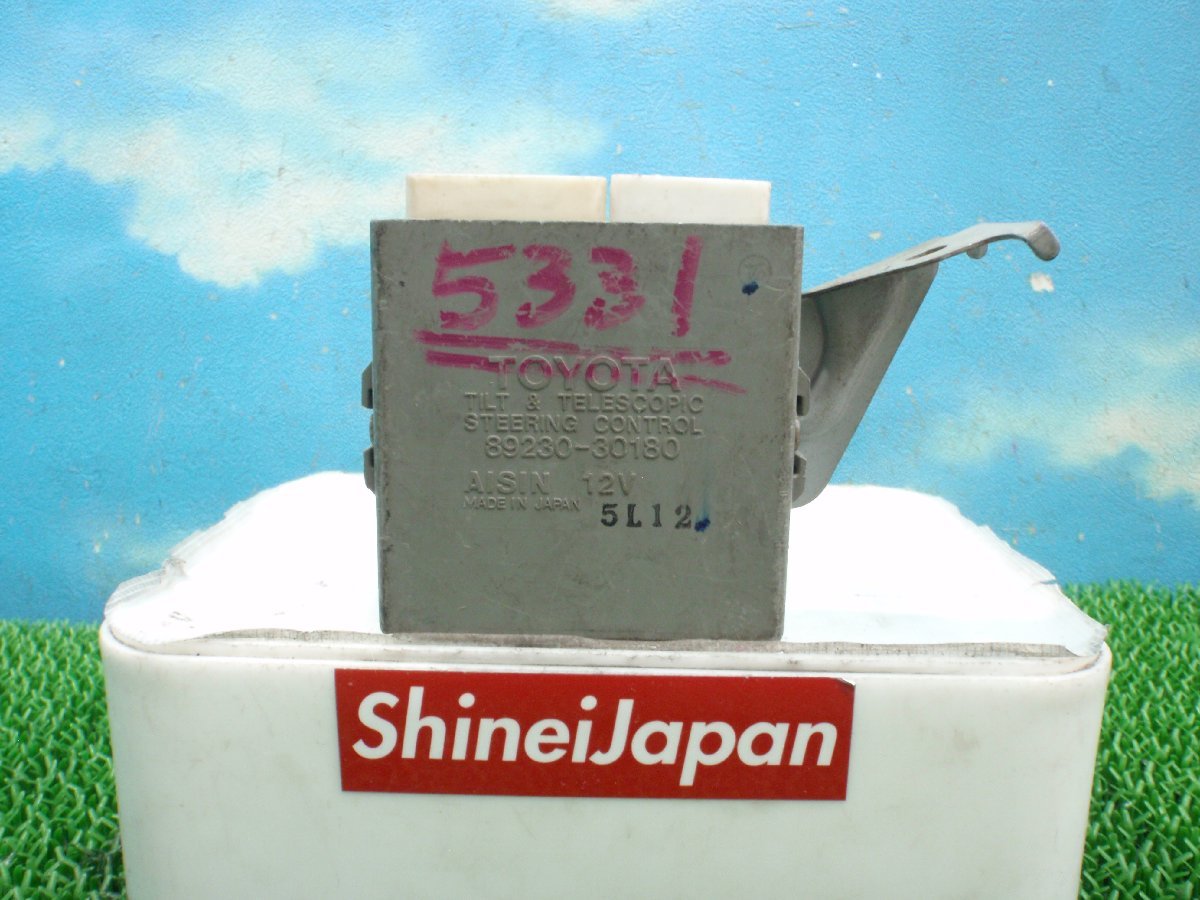 5331
TOYOTA
TILT & TELESCOPIC
STEERING CONTROL
89230-30180
AISIN 12V
MADE IN JAPAN 5L12
ShineiJapan